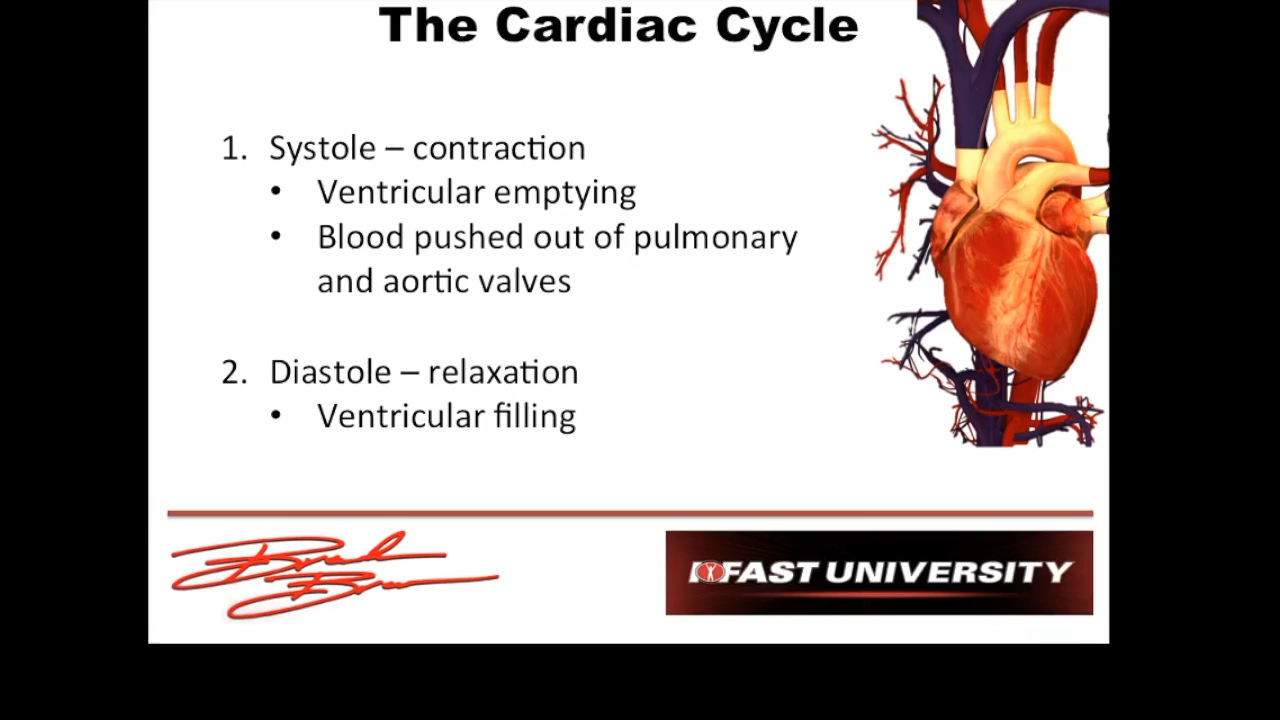 The Cardiac Cycle
1. Systole – contraction
• Ventricular emptying
• Blood pushed out of pulmonary
and aortic valves
2. Diastole – relaxation
• Ventricular filling
FAST UNIVERSITY